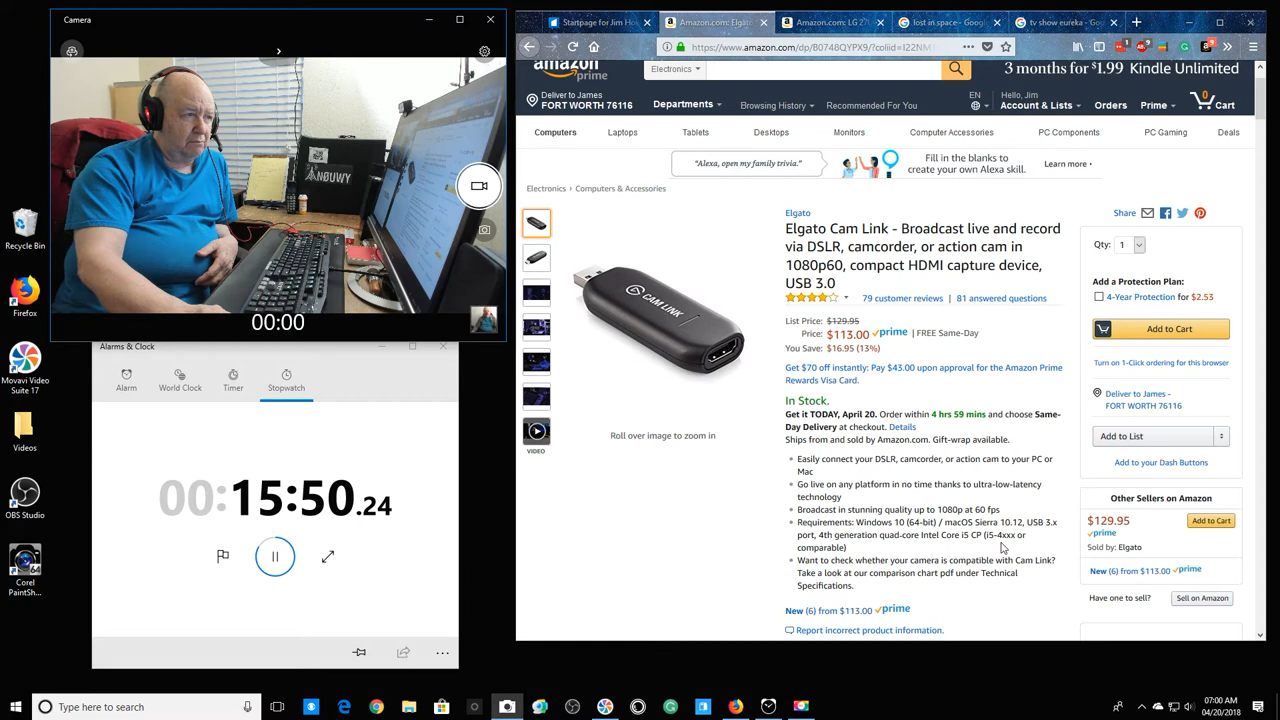 Camera
ANØUWY
00:00
Alarms & Clock
Alarm
World Clock
Timer
Stopwatch
00:15:50.24
Recycle Bin
Firefox
Movavi Video
Suite 17
Videos
OBS Studio
Corel
PaintSh...
Startpage for Jim Ho
Amazon.com: Elgato
Amazon.com: LG 27U
lost in space - Google
tv show eureka - Goo
https://www.amazon.com/dp/B0748QYPX9/?coliid=I22NM
amazon
prime
Electronics
3 months for $1.99 Kindle Unlimited
Deliver to James
FORT WORTH 76116
Departments
Browsing History
Recommended For You
EN
Hello, Jim
Account & Lists
Orders
Prime
0
Cart
Computers
Laptops
Tablets
Desktops
Monitors
Computer Accessories
PC Components
PC Gaming
Deals
"Alexa, open my family trivia."
Fill in the blanks to
create your own Alexa skill.
Learn more ›
Electronics › Computers & Accessories
CAM LINK
Roll over image to zoom in
VIDEO
Elgato
Elgato Cam Link - Broadcast live and record
via DSLR, camcorder, or action cam in
1080p60, compact HDMI capture device,
USB 3.0
79 customer reviews | 81 answered questions
List Price: $129.95
Price: $113.00 prime | FREE Same-Day
You Save: $16.95 (13%)
Get $70 off instantly: Pay $43.00 upon approval for the Amazon Prime
Rewards Visa Card.
In Stock.
Get it TODAY, April 20. Order within 4 hrs 59 mins and choose Same-
Day Delivery at checkout. Details
Ships from and sold by Amazon.com. Gift-wrap available.
Easily connect your DSLR, camcorder, or action cam to your PC or
Mac
Go live on any platform in no time thanks to ultra-low-latency
technology
Broadcast in stunning quality up to 1080p at 60 fps
Requirements: Windows 10 (64-bit) / macOS Sierra 10.12, USB 3.x
port, 4th generation quad-core Intel Core i5 CP (i5-4xxx or
comparable)
Want to check whether your camera is compatible with Cam Link?
Take a look at our comparison chart pdf under Technical
Specifications.
New (6) from $113.00 prime
Report incorrect product information.
Share
Qty: 1
Add a Protection Plan:
4-Year Protection for $2.53
Add to Cart
Turn on 1-Click ordering for this browser
Deliver to James -
FORT WORTH 76116
Add to List
Add to your Dash Buttons
Other Sellers on Amazon
$129.95
Add to Cart
prime
Sold by: Elgato
New (6) from $113.00 prime
Have one to sell?
Sell on Amazon
Type here to search
07:00 AM
04/20/2018